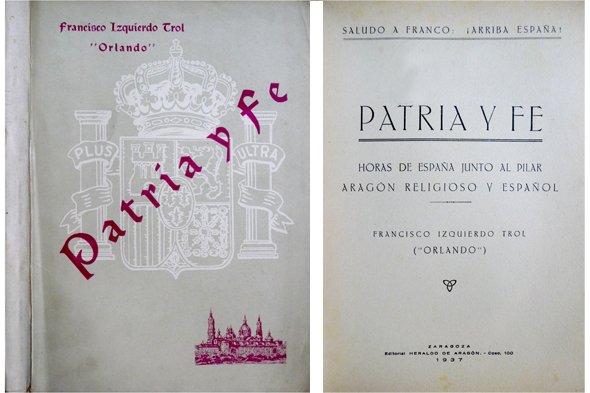 Francisco Izquierdo Trol
"Orlando"
Patria y Fe
PLUS ULTRA
SALUDO A FRANCO: ¡ARRIBA ESPAÑA!
PATRIA Y FE
HORAS DE ESPAÑA JUNTO AL PILAR
ARAGÓN RELIGIOSO Y ESPAÑOL
FRANCISCO IZQUIERDO TROL
("ORLANDO")
ZARAGOZA
Editorial HERALDO DE ARAGÓN. - Coso, 100
1937